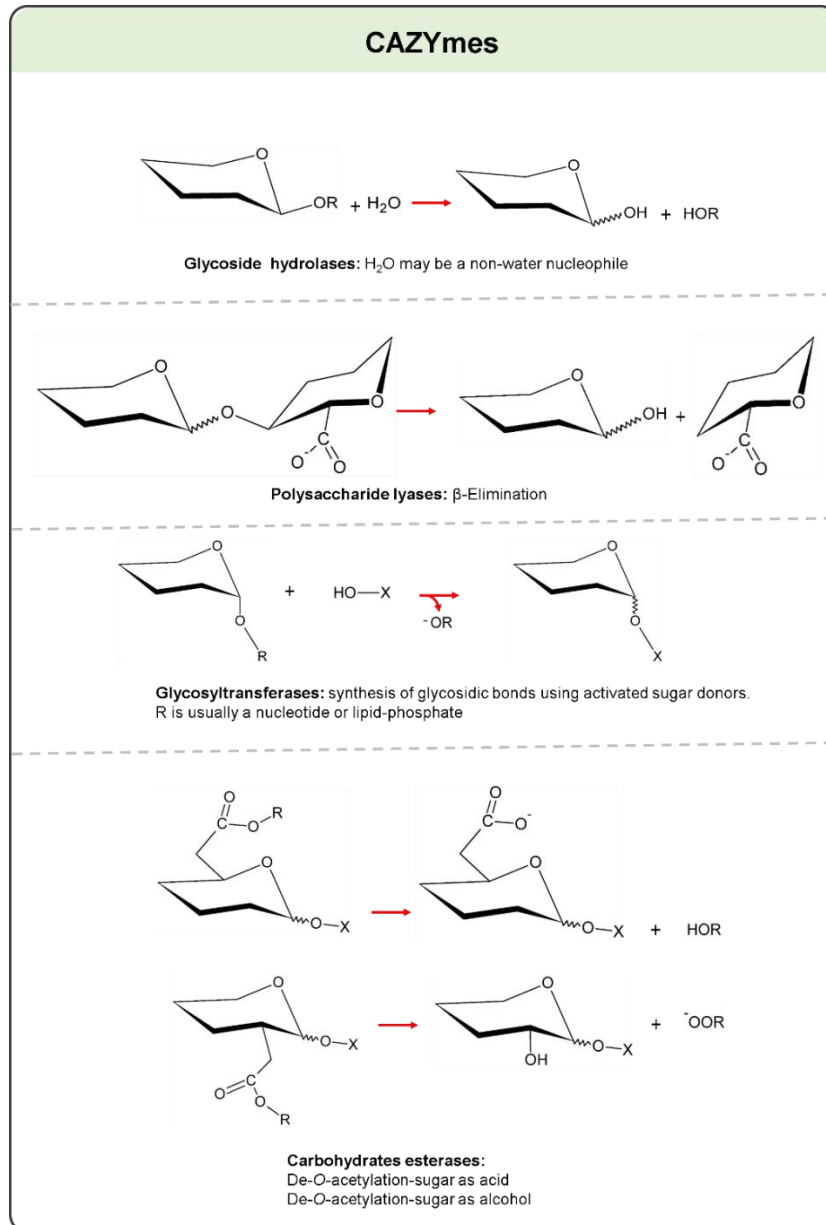 CAZYmes
O
OR + H₂O
O
OH + HOR
Glycoside hydrolases: H₂O may be a non-water nucleophile
O
O
O
C
O⁻
O
O
OH +
O
C
O⁻
O
Polysaccharide lyases: β-Elimination
O
O
R
+
HO—X
⁻OR
O
O
X
Glycosyltransferases: synthesis of glycosidic bonds using activated sugar donors.
R is usually a nucleotide or lipid-phosphate
O
C
O
R
O
O—X
O
C
O⁻
O
O—X
+ HOR
O
O—X
O
C
O
R
O
OH
O—X
+ ⁻OOR
Carbohydrates esterases:
De-O-acetylation-sugar as acid
De-O-acetylation-sugar as alcohol